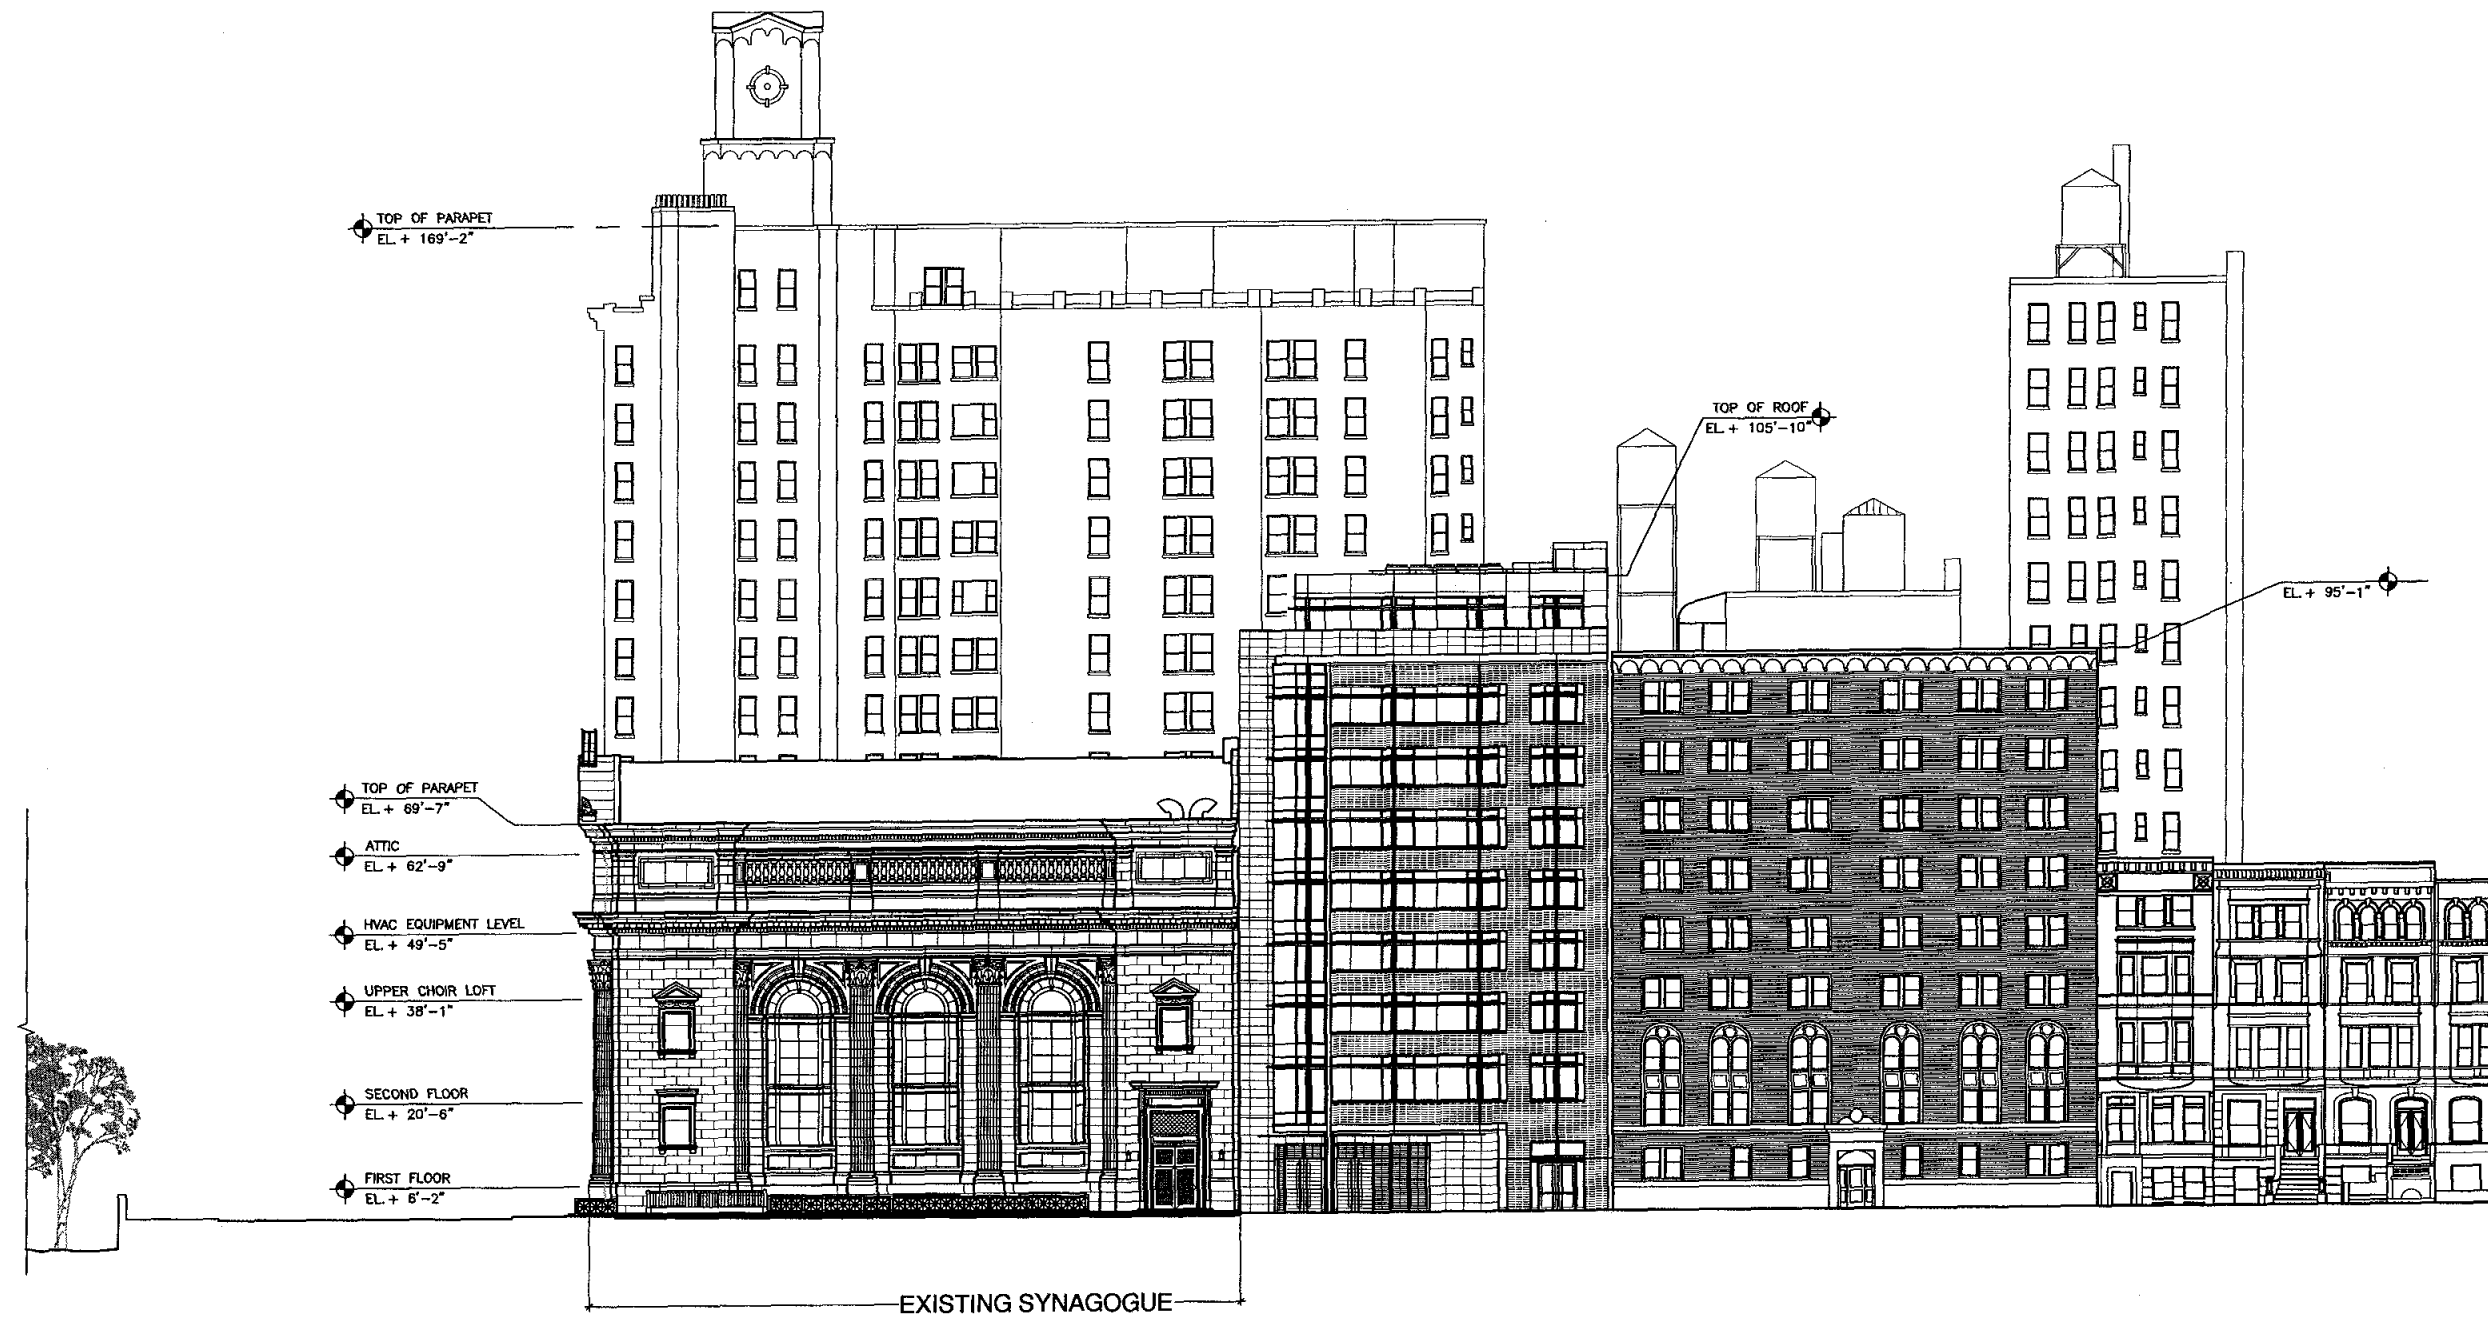 TOP OF PARAPET
EL. + 169'-2"
TOP OF ROOF
EL. + 105'-10"
EL. + 95'-1"
TOP OF PARAPET
EL. + 69'-7"
ATTIC
EL. + 62'-9"
HVAC EQUIPMENT LEVEL
EL. + 49'-5"
UPPER CHOIR LOFT
EL. + 38'-1"
SECOND FLOOR
EL. + 20'-6"
FIRST FLOOR
EL. + 6'-2"
EXISTING SYNAGOGUE